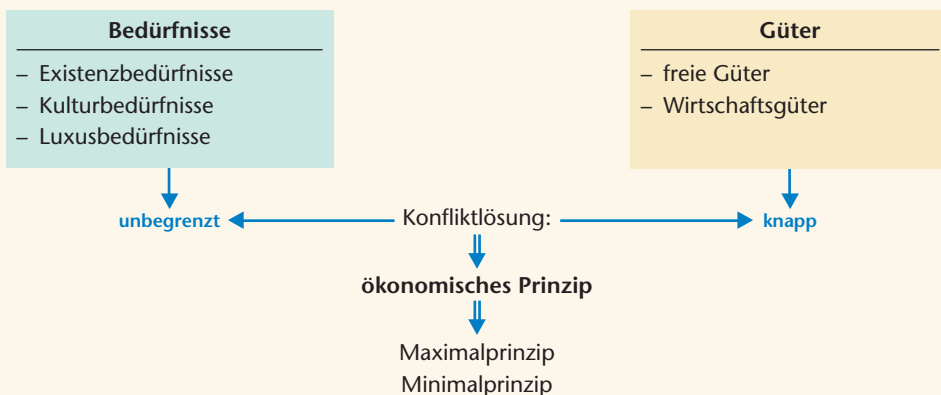 Bedürfnisse
– Existenzbedürfnisse
– Kulturbedürfnisse
– Luxusbedürfnisse
Güter
– freie Güter
– Wirtschaftsgüter
unbegrenzt
Konfliktlösung:
knapp
ökonomisches Prinzip
Maximalprinzip
Minimalprinzip